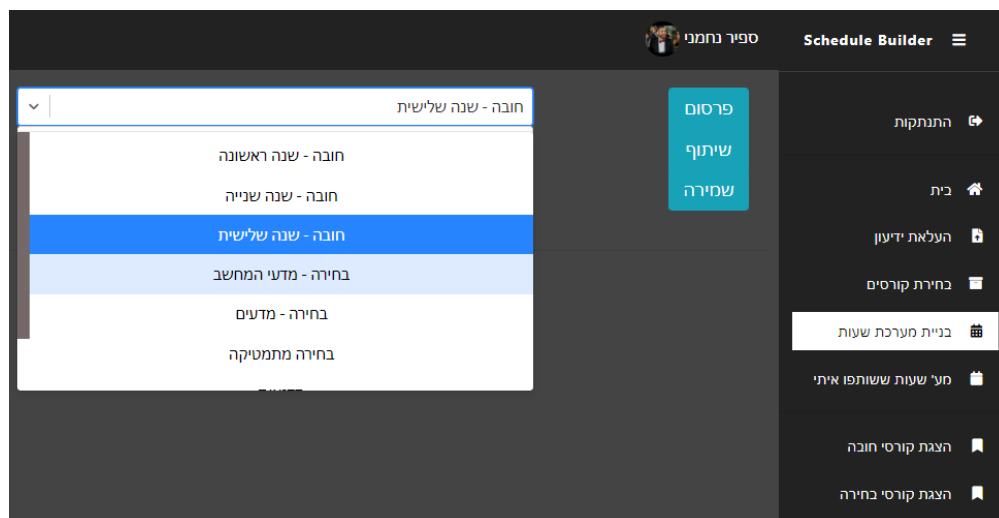 Schedule Builder
ספיר נחמני
התנתקות
בית
העלאת ידיעון
בחירת קורסים
בניית מערכת שעות
מע' שעות ששותפו איתי
הצגת קורסי חובה
הצגת קורסי בחירה
פרסום
שיתוף
שמירה
חובה - שנה שלישית
חובה - שנה ראשונה
חובה - שנה שנייה
חובה - שנה שלישית
בחירה - מדעי המחשב
בחירה - מדעים
בחירה מתמטיקה